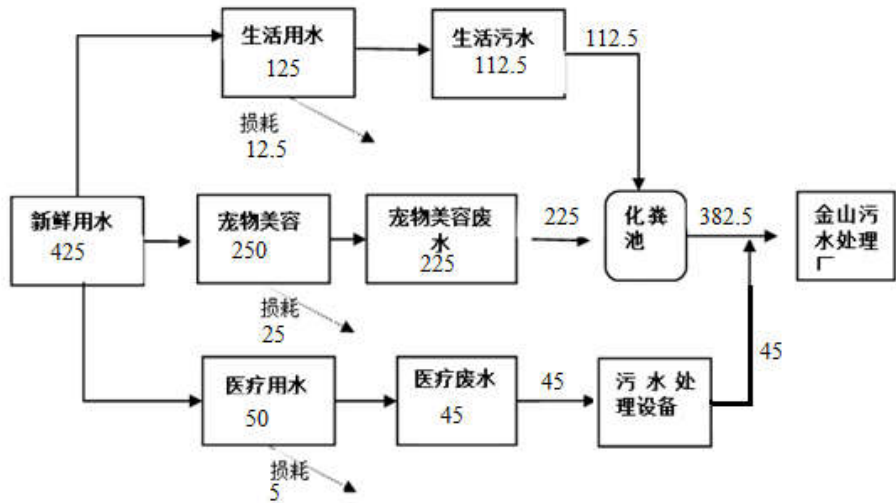 生活用水
125
生活污水
112.5
112.5
损耗
12.5
新鲜用水
425
宠物美容
250
宠物美容废
水
225
225
化粪
池
382.5
金山污
水处理
厂
损耗
25
医疗用水
50
医疗废水
45
45
污水处
理设备
45
损耗
5